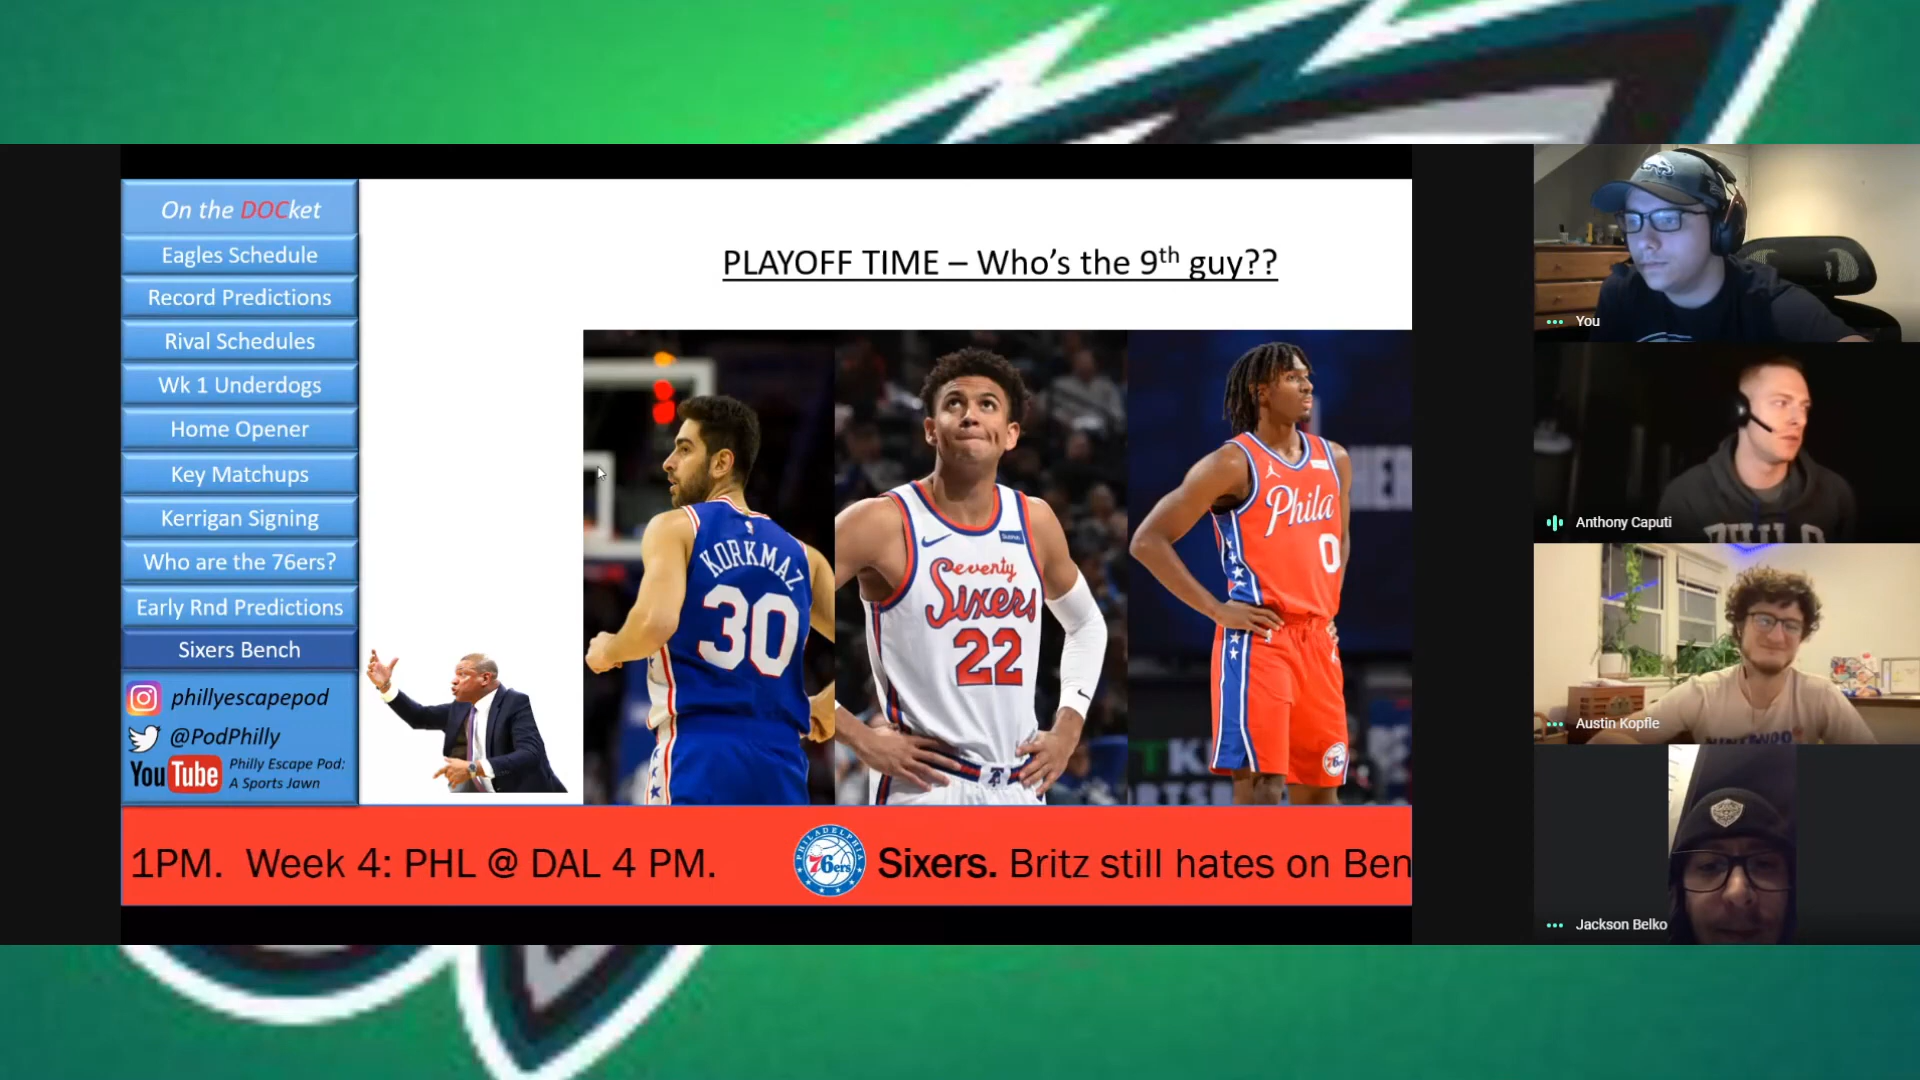 On the DOCket
Eagles Schedule
Record Predictions
Rival Schedules
Wk 1 Underdogs
Home Opener
Key Matchups
Kerrigan Signing
Who are the 76ers?
Early Rnd Predictions
Sixers Bench
phillyescapepod
@PodPhilly
YouTube
Philly Escape Pod:
A Sports Jawn
PLAYOFF TIME – Who's the 9th guy??
KORKMAZ
30
Seventy
Sixers
22
Phila
0
76ers
1PM. Week 4: PHL @ DAL 4 PM.
PHILADELPHIA
76ers
Sixers. Britz still hates on Ben
You
Anthony Caputi
Austin Kopfle
Jackson Belko